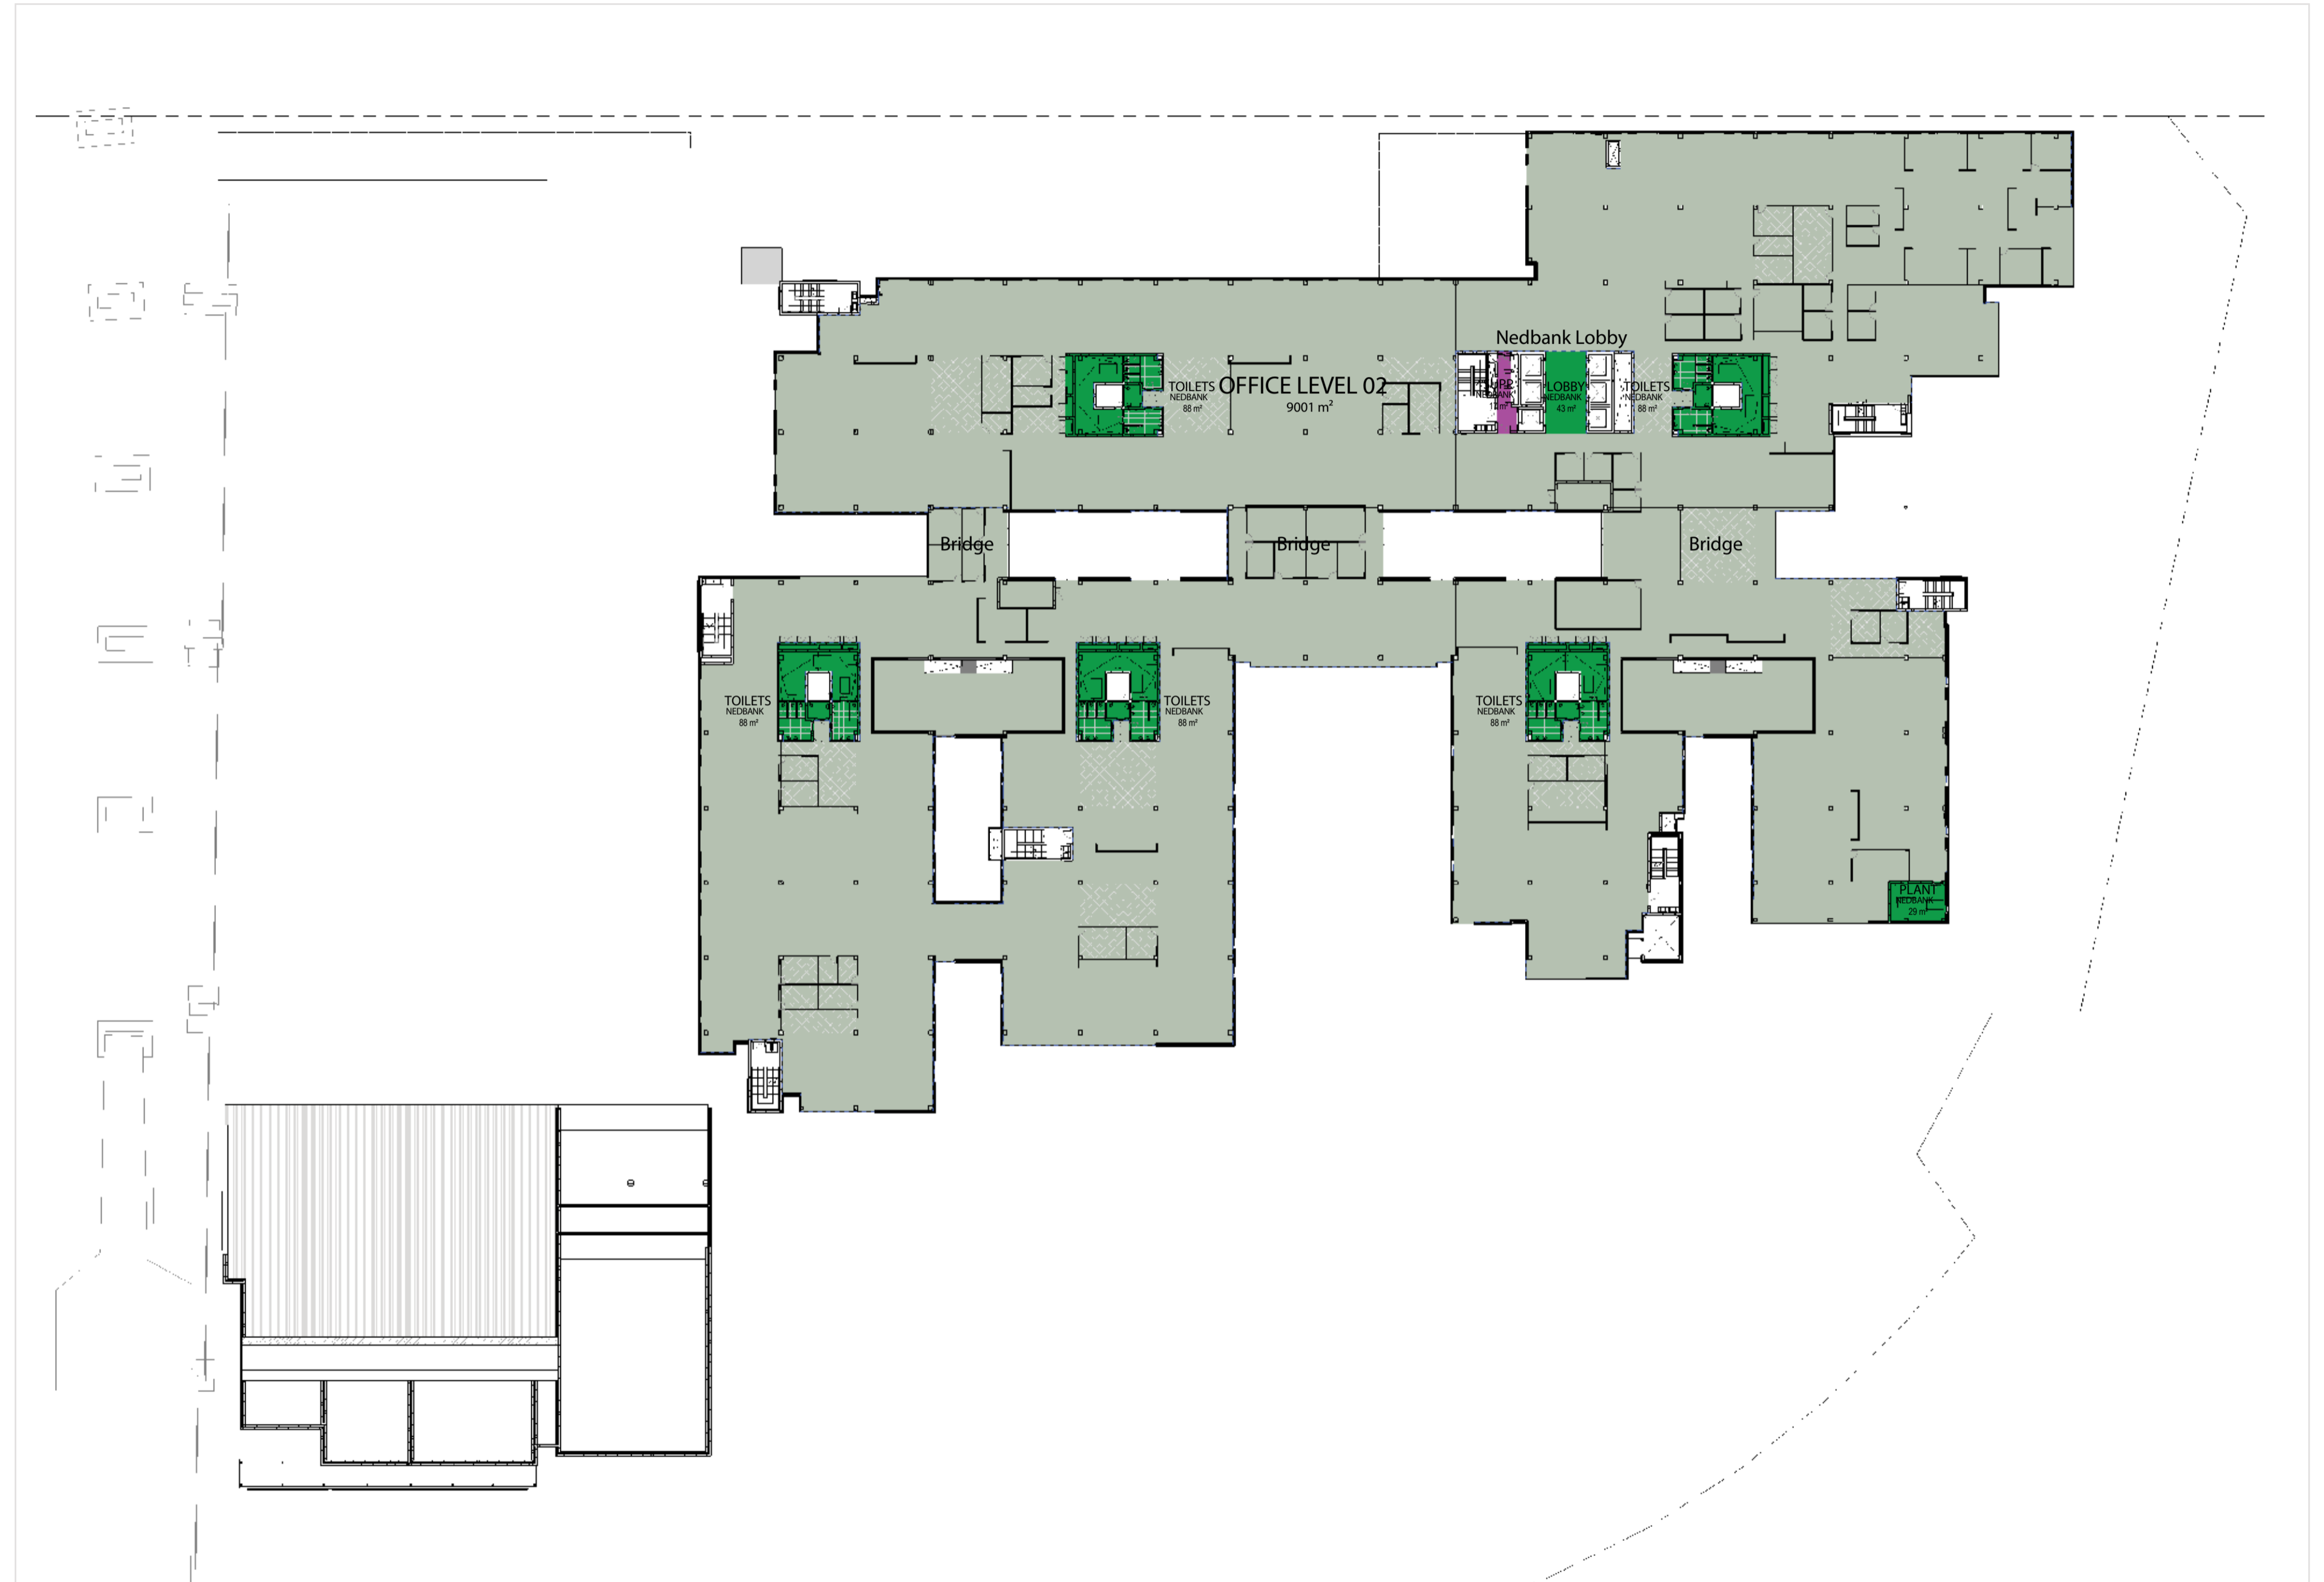 Nedbank Lobby
TOILETS
NEDBANK
88 m²
OFFICE LEVEL 02
9001 m²
NEDBANK
LOBBY
NEDBANK
43 m²
TOILETS
NEDBANK
88 m²
Bridge
Bridge
Bridge
TOILETS
NEDBANK
88 m²
TOILETS
NEDBANK
88 m²
TOILETS
NEDBANK
88 m²
PLANT
NEDBANK
29 m²